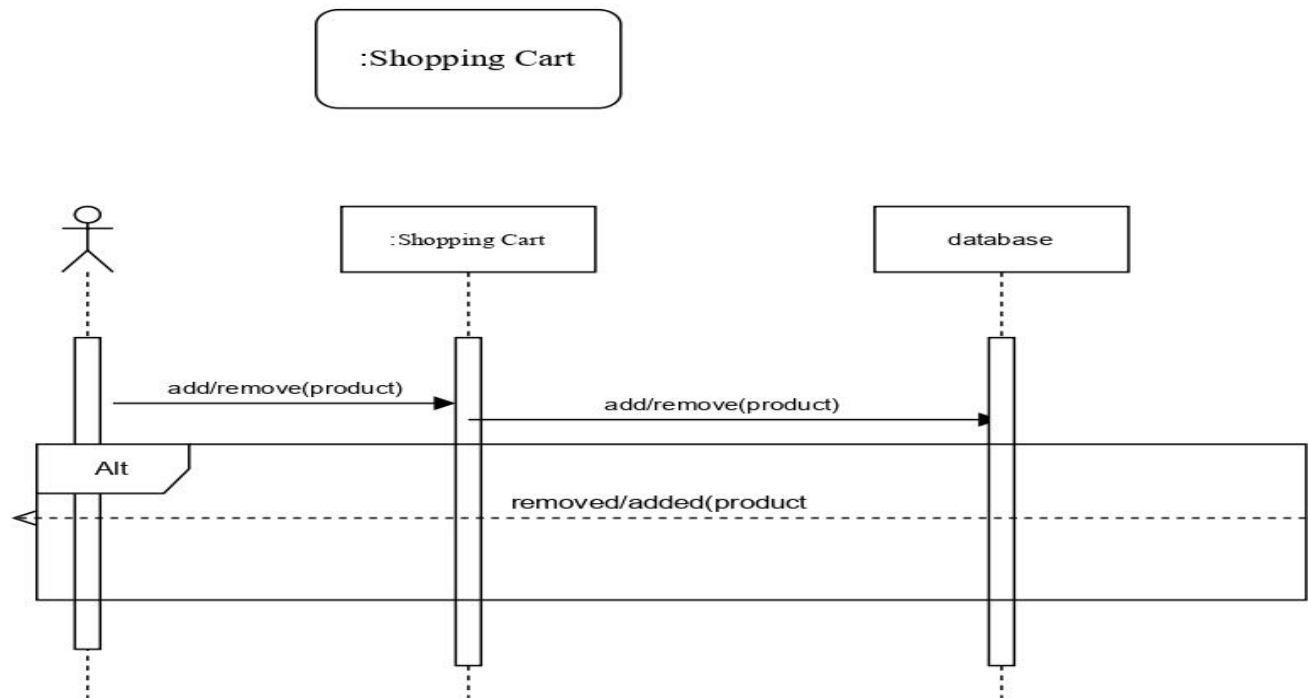 :Shopping Cart
:Shopping Cart
database
add/remove(product)
add/remove(product)
Alt
removed/added(product